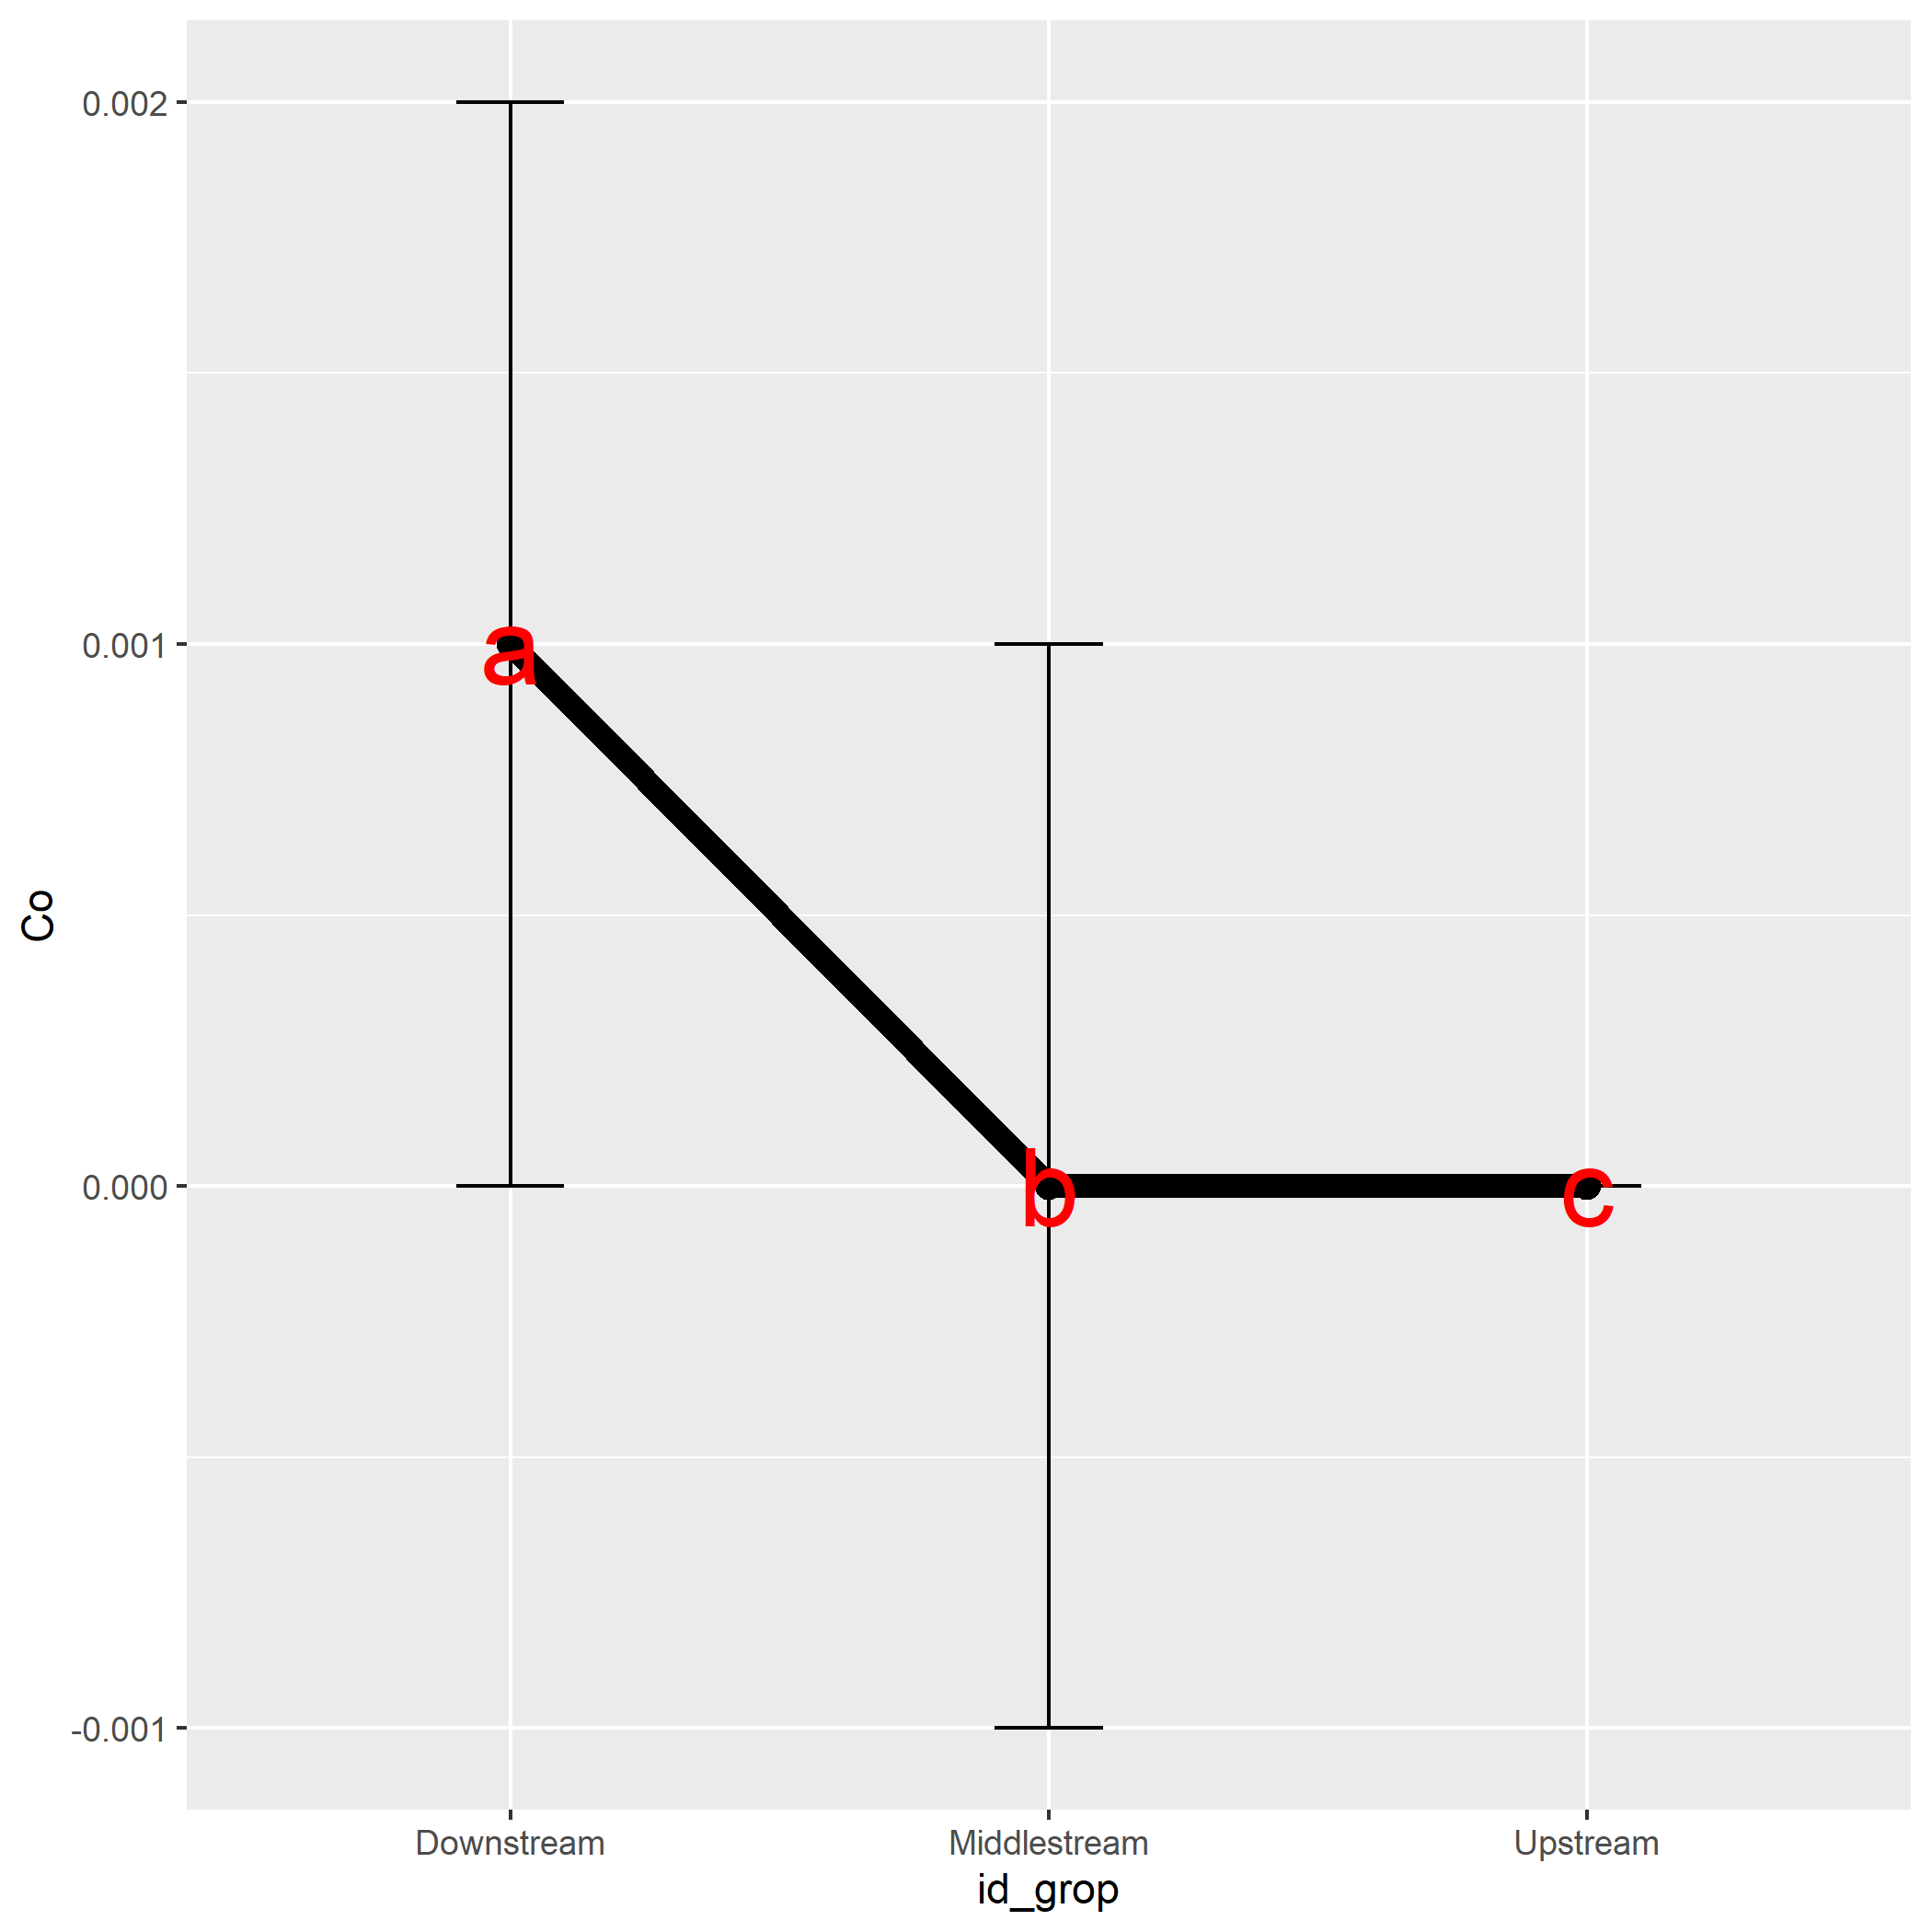 0.002
0.001
0.000
-0.001
Co
a
b
c
Downstream Middlestream Upstream
id_grop